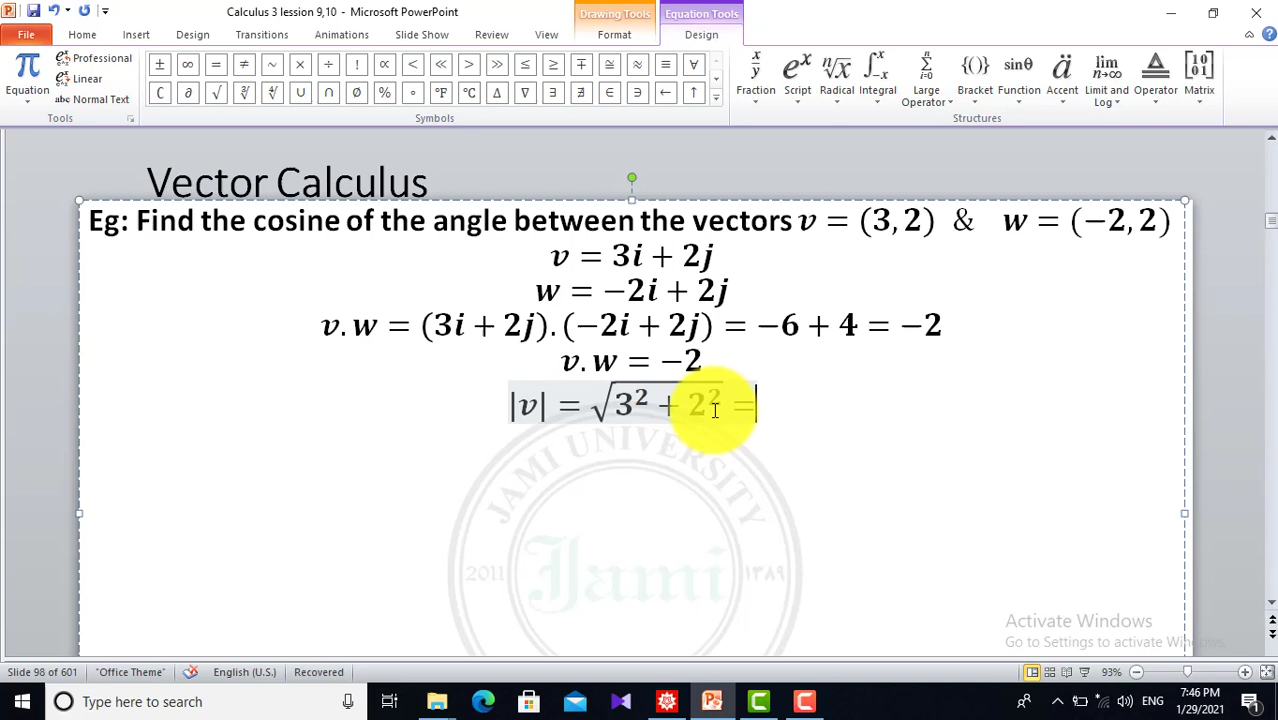 Calculus 3 lession 9,10 - Microsoft PowerPoint
Drawing Tools
Equation Tools
File Home Insert Design Transitions Animations Slide Show Review View Format Design
π Equation
Professional
Linear
abc Normal Text
Tools
± ∞ = ≠ ~ × ÷ ! ∝ < ≪ > ≫ ≤ ≥ ∓ ≅ ≈ ≡ ∀
∁ ∂ √ ∛ ∜ ∪ ∩ ∅ % ° °F °C ∆ ∇ ∃ ∄ ∈ ∋ ← ↑
Symbols
Fraction Script Radical Integral Large Operator Bracket Function Accent Limit and Log Operator Matrix
Structures
Vector Calculus
Eg: Find the cosine of the angle between the vectors v = (3, 2) & w = (−2, 2)
v = 3i + 2j
w = −2i + 2j
v. w = (3i + 2j). (−2i + 2j) = −6 + 4 = −2
v. w = −2
|v| = √3² + 2² =
JAMI UNIVERSITY
2011 Jami ١٣٨٩
Activate Windows
Go to Settings to activate Windows.
Slide 98 of 601 "Office Theme" English (U.S.) Recovered 93%
Type here to search
ENG
7:46 PM
1/29/2021